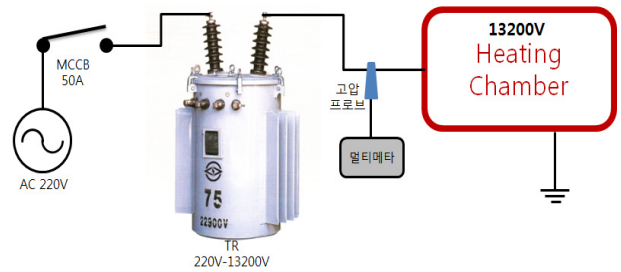 13200V
Heating
Chamber
MCCB
50A
고압
프로브
멀티메타
AC 220V
75
22900V
TR
220V-13200V